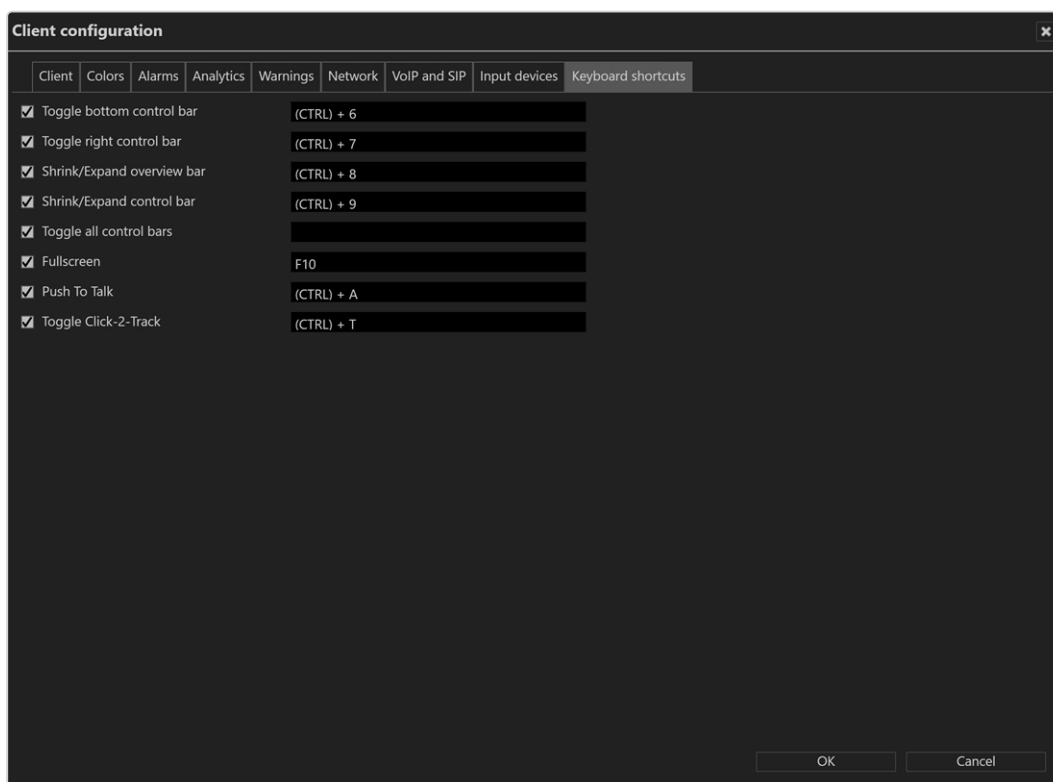 Client configuration
Client Colors Alarms Analytics Warnings Network VoIP and SIP Input devices Keyboard shortcuts
Toggle bottom control bar (CTRL) + 6
Toggle right control bar (CTRL) + 7
Shrink/Expand overview bar (CTRL) + 8
Shrink/Expand control bar (CTRL) + 9
Toggle all control bars
Fullscreen F10
Push To Talk (CTRL) + A
Toggle Click-2-Track (CTRL) + T
OK Cancel